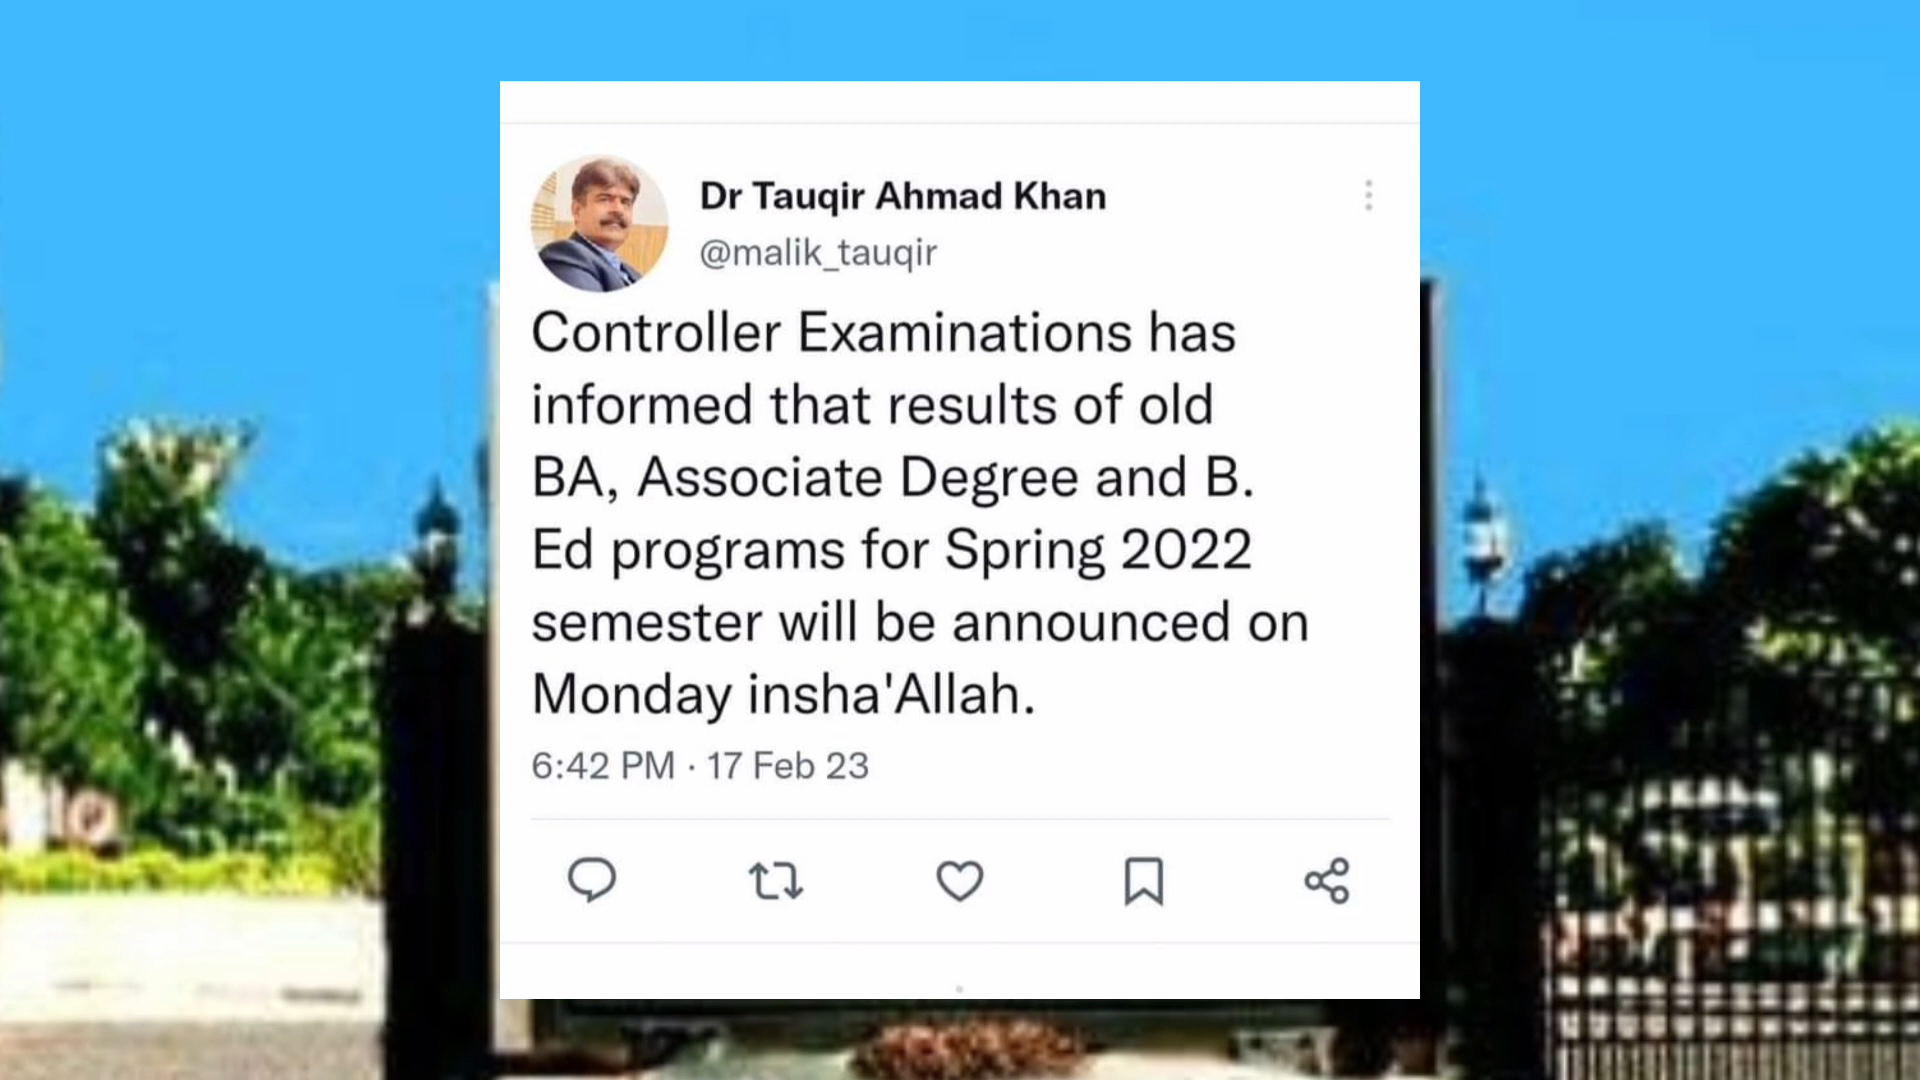 Dr Tauqir Ahmad Khan
@malik_tauqir
Controller Examinations has
informed that results of old
BA, Associate Degree and B.
Ed programs for Spring 2022
semester will be announced on
Monday insha'Allah.
6:42 PM · 17 Feb 23